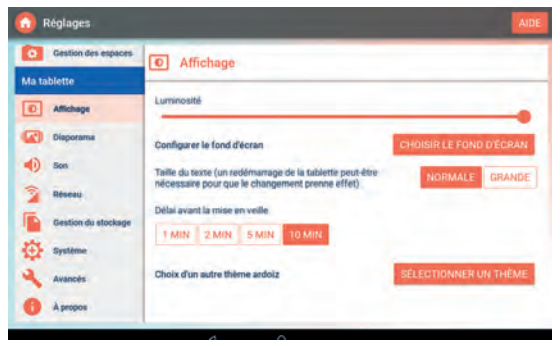 Réglages
AIDE
Gestion des espaces
Ma tablette
Affichage
Diaporama
Son
Réseau
Gestion du stockage
Système
Avancés
À propos
Affichage
Luminosité
Configurer le fond d'écran
CHOISIR LE FOND D'ÉCRAN
Taille du texte (un redémarrage de la tablette peut-être
nécessaire pour que le changement prenne effet)
NORMALE GRANDE
Délai avant la mise en veille
1 MIN 2 MIN 5 MIN 10 MIN
Choix d'un autre thème ardoiz
SÉLECTIONNER UN THÈME